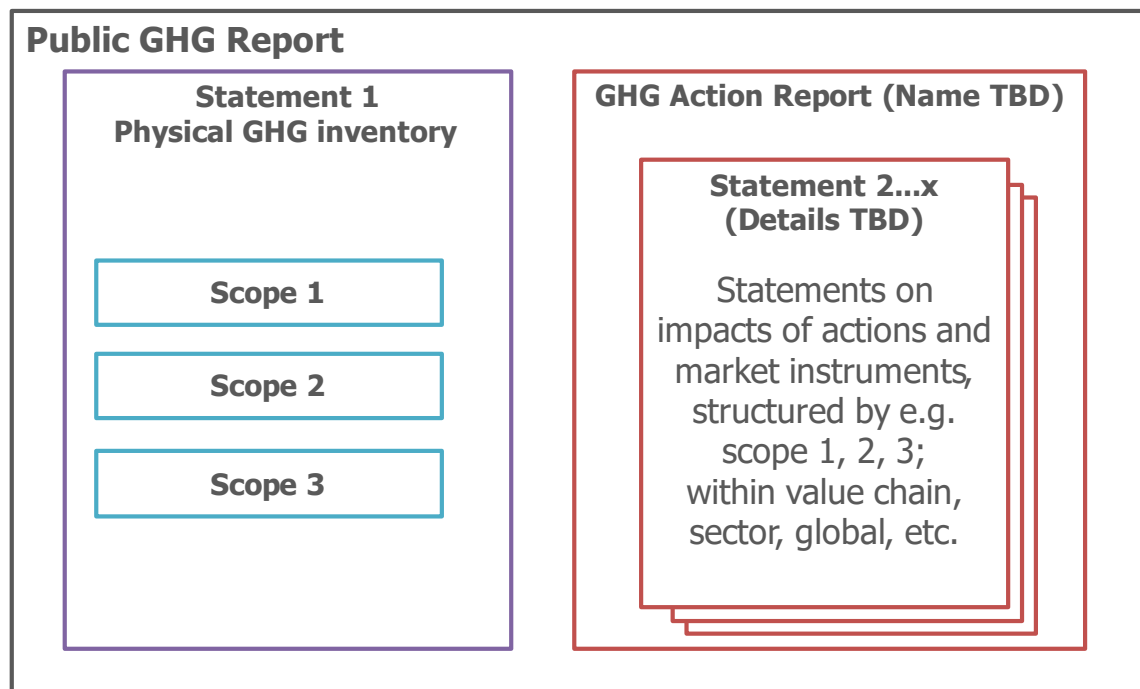 Public GHG Report
Statement 1
Physical GHG inventory
Scope 1
Scope 2
Scope 3
GHG Action Report (Name TBD)
Statement 2...x
(Details TBD)
Statements on
impacts of actions and
market instruments,
structured by e.g.
scope 1, 2, 3;
within value chain,
sector, global, etc.